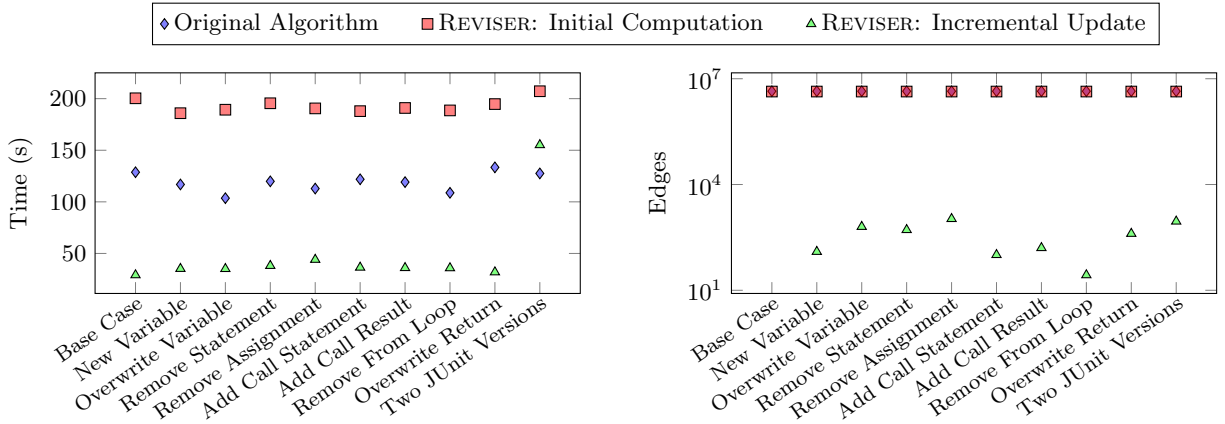 Original Algorithm REVISER: Initial Computation REVISER: Incremental Update
Time (s)
200
150
100
50
Base Case
New Variable
Overwrite Variable
Remove Statement
Remove Assignment
Add Call Statement
Add Call Result
Remove From Loop
Overwrite Return
Two JUnit Versions
Edges
10^7
10^4
10^1
Base Case
New Variable
Overwrite Variable
Remove Statement
Remove Assignment
Add Call Statement
Add Call Result
Remove From Loop
Overwrite Return
Two JUnit Versions